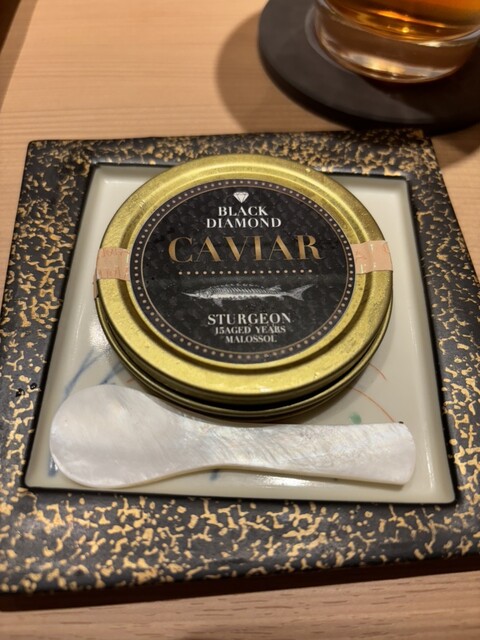 BLACK
DIAMOND
CAVIAR
STURGEON
15AGED YEARS
MALOSSOL